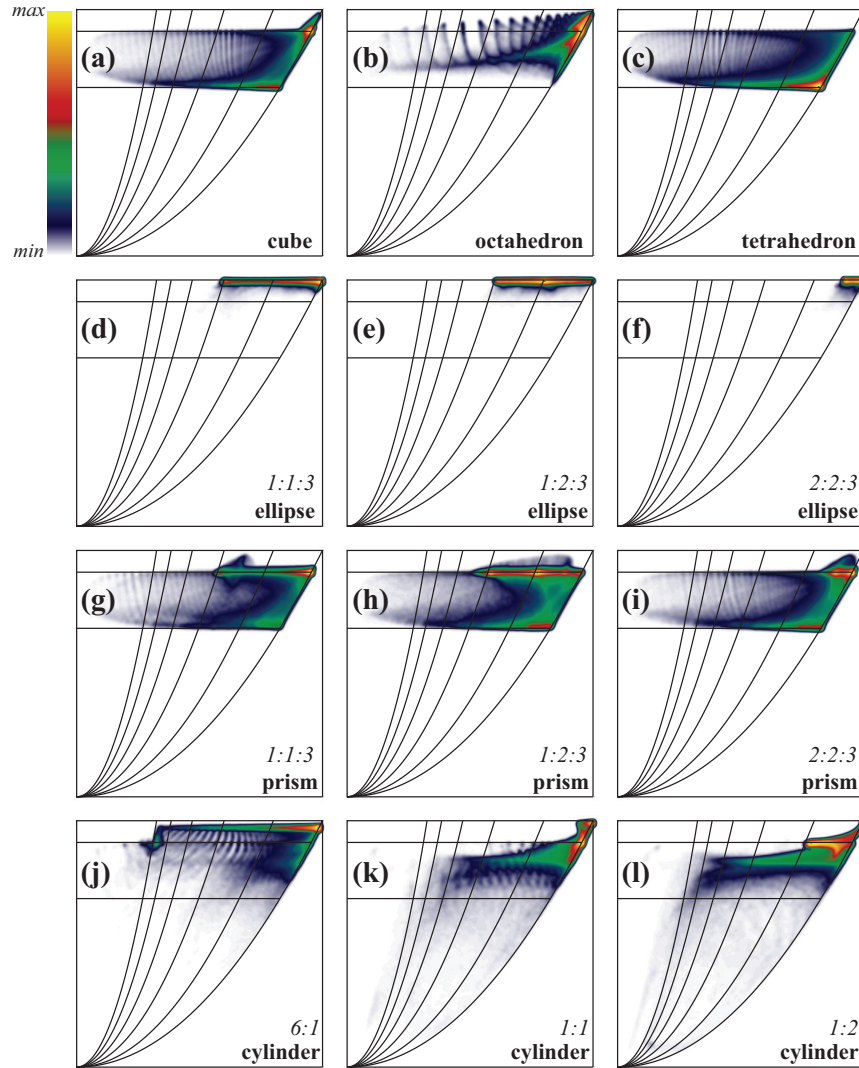 max
min
(a)
cube
(b)
octahedron
(c)
tetrahedron
(d)
1:1:3
ellipse
(e)
1:2:3
ellipse
(f)
2:2:3
ellipse
(g)
1:1:3
prism
(h)
1:2:3
prism
(i)
2:2:3
prism
(j)
6:1
cylinder
(k)
1:1
cylinder
(l)
1:2
cylinder